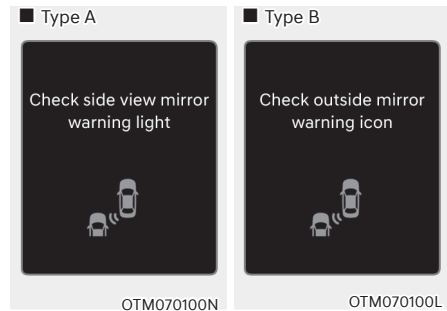 ■ Type A
Check side view mirror
warning light
OTM070100N
■ Type B
Check outside mirror
warning icon
OTM070100L